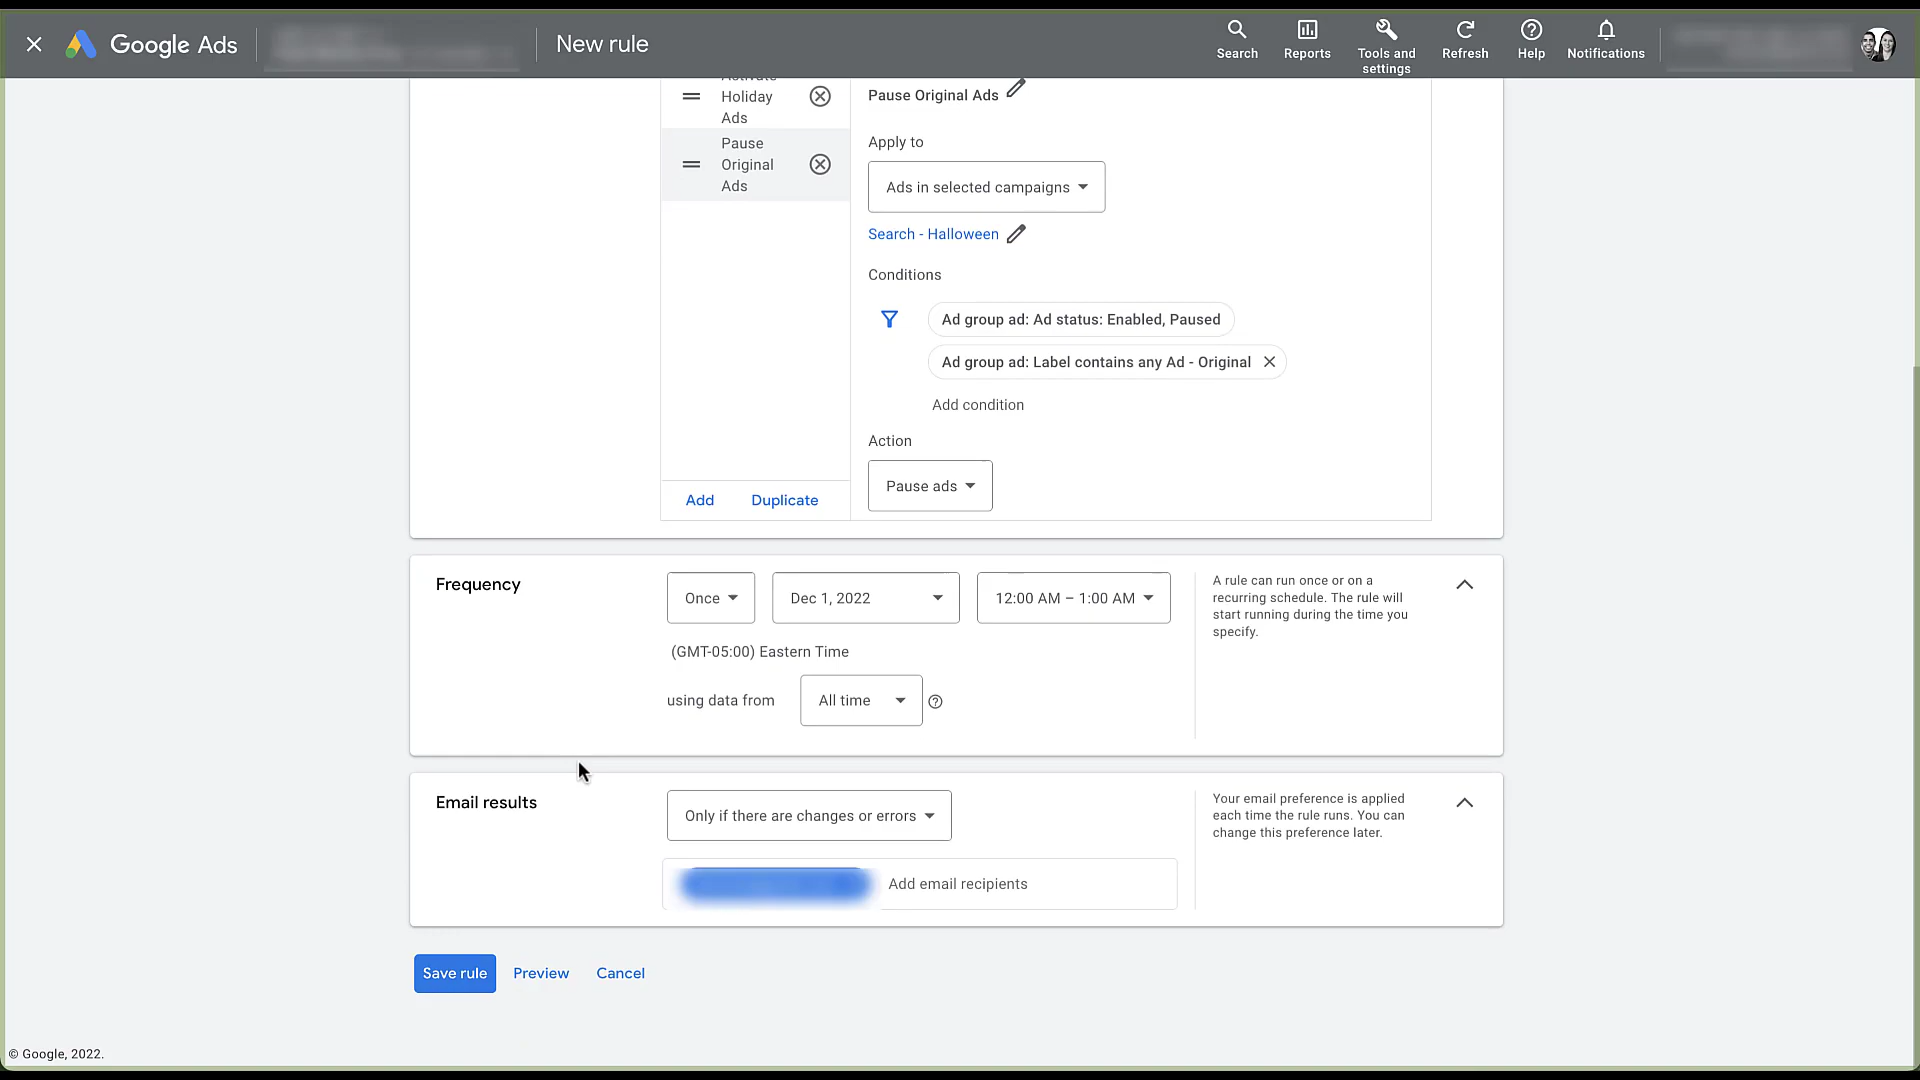 Google Ads
New rule
Search
Reports
Tools and
settings
Refresh
Help
Notifications
Activate
Holiday
Ads
Pause
Original
Ads
Add
Duplicate
Pause Original Ads
Apply to
Ads in selected campaigns
Search - Halloween
Conditions
Ad group ad: Ad status: Enabled, Paused
Ad group ad: Label contains any Ad - Original
Add condition
Action
Pause ads
Frequency
Once
Dec 1, 2022
12:00 AM – 1:00 AM
(GMT-05:00) Eastern Time
using data from
All time
A rule can run once or on a
recurring schedule. The rule will
start running during the time you
specify.
Email results
Only if there are changes or errors
Add email recipients
Your email preference is applied
each time the rule runs. You can
change this preference later.
Save rule
Preview
Cancel
© Google, 2022.